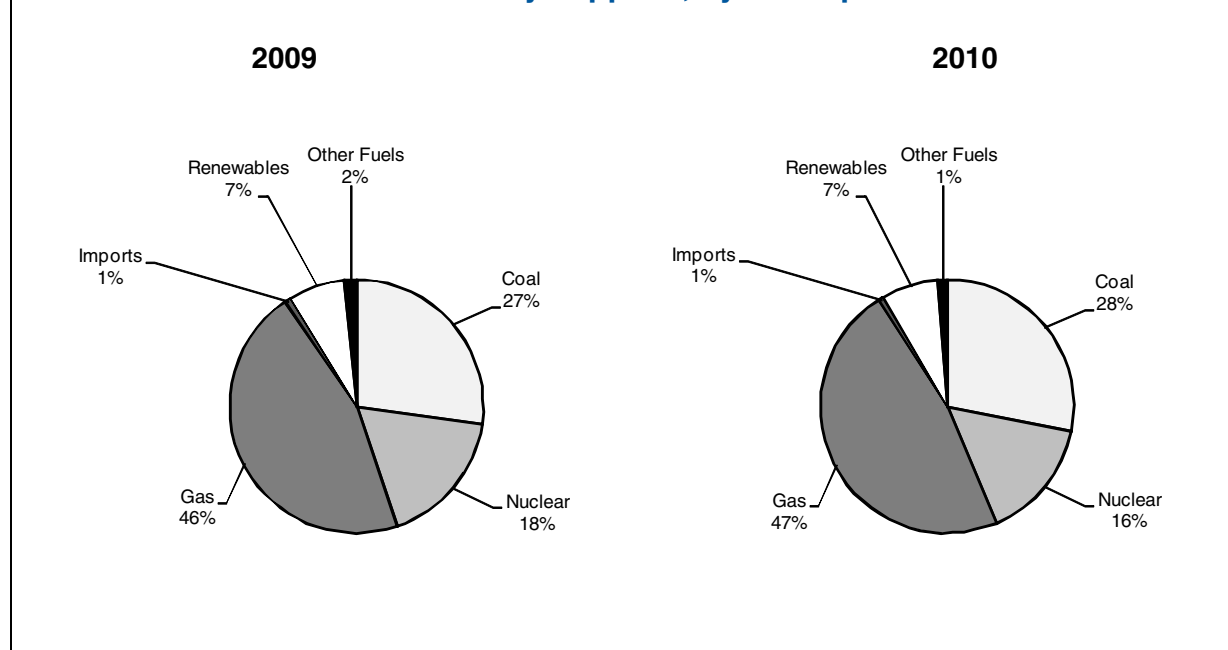 2009
Other Fuels
2%
Renewables
7%
Imports
1%
Coal
27%
Gas
46%
Nuclear
18%
2010
Other Fuels
1%
Renewables
7%
Imports
1%
Coal
28%
Gas
47%
Nuclear
16%